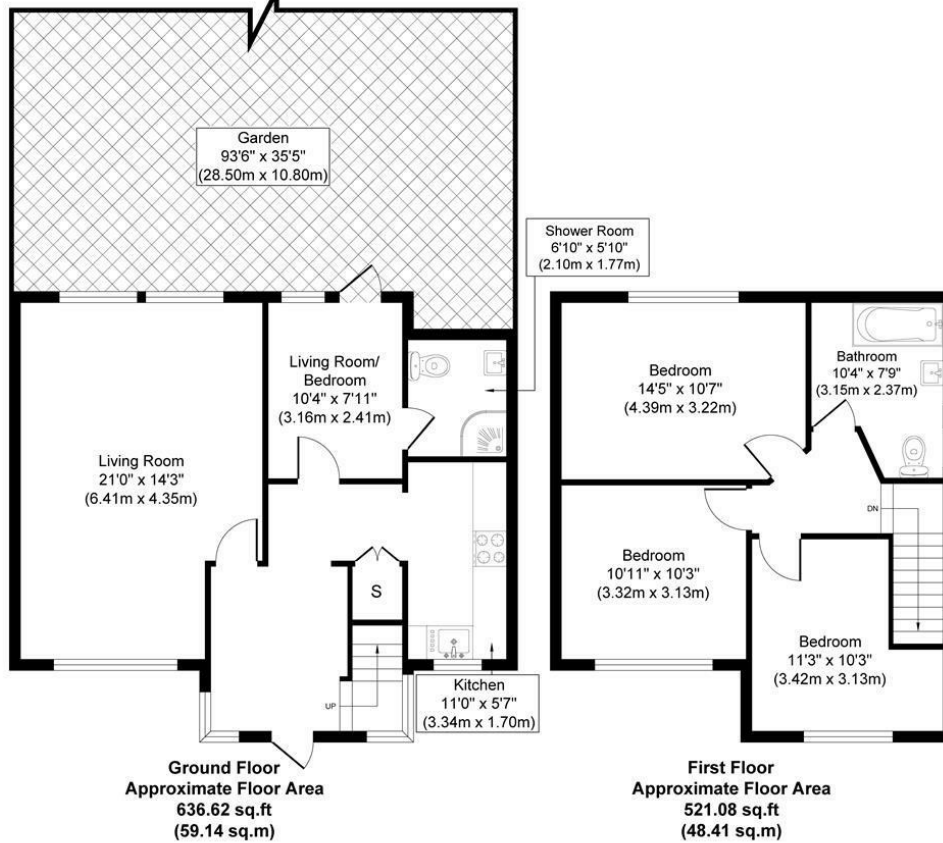 Garden
93'6" x 35'5"
(28.50m x 10.80m)
Shower Room
6'10" x 5'10"
(2.10m x 1.77m)
Living Room/
Bedroom
10'4" x 7'11"
(3.16m x 2.41m)
Living Room
21'0" x 14'3"
(6.41m x 4.35m)
S
UP
Kitchen
11'0" x 5'7"
(3.34m x 1.70m)
Ground Floor
Approximate Floor Area
636.62 sq.ft
(59.14 sq.m)
Bedroom
14'5" x 10'7"
(4.39m x 3.22m)
Bathroom
10'4" x 7'9"
(3.15m x 2.37m)
DN
Bedroom
10'11" x 10'3"
(3.32m x 3.13m)
Bedroom
11'3" x 10'3"
(3.42m x 3.13m)
First Floor
Approximate Floor Area
521.08 sq.ft
(48.41 sq.m)